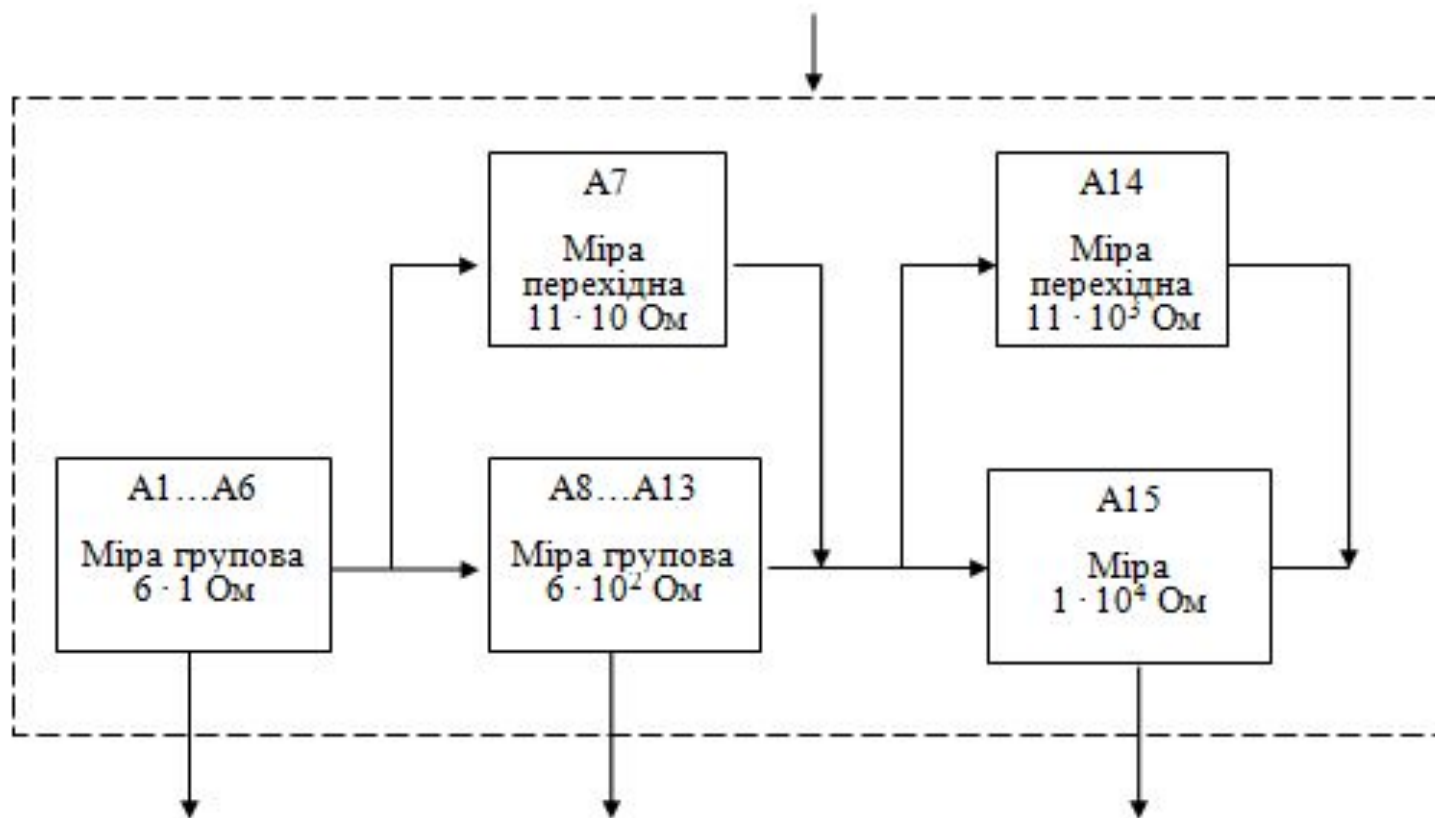 А7
Міра
перехідна
11 · 10 Ом
А14
Міра
перехідна
11 · 10³ Ом
А1…А6
Міра групова
6 · 1 Ом
А8…А13
Міра групова
6 · 10² Ом
А15
Міра
1 · 10⁴ Ом